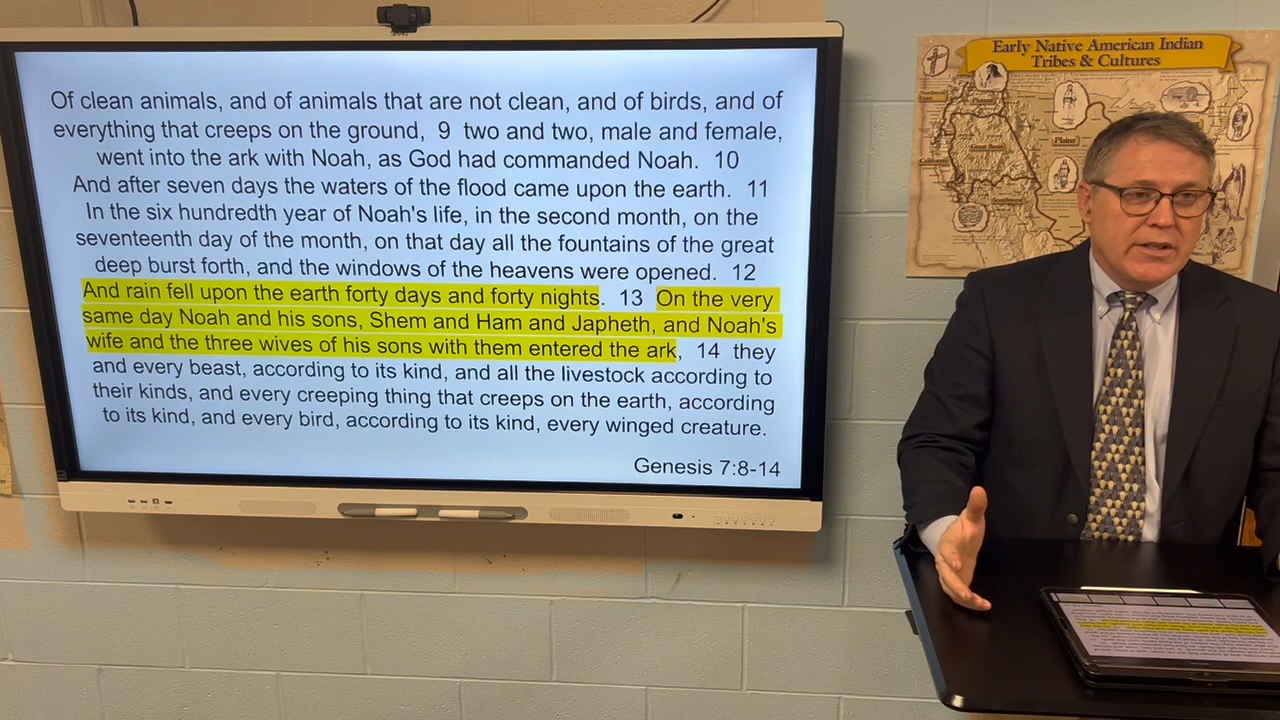 Of clean animals, and of animals that are not clean, and of birds, and of
everything that creeps on the ground, 9 two and two, male and female,
went into the ark with Noah, as God had commanded Noah. 10
And after seven days the waters of the flood came upon the earth. 11
In the six hundredth year of Noah's life, in the second month, on the
seventeenth day of the month, on that day all the fountains of the great
deep burst forth, and the windows of the heavens were opened. 12
And rain fell upon the earth forty days and forty nights. 13 On the very
same day Noah and his sons, Shem and Ham and Japheth, and Noah's
wife and the three wives of his sons with them entered the ark, 14 they
and every beast, according to its kind, and all the livestock according to
their kinds, and every creeping thing that creeps on the earth, according
to its kind, and every bird, according to its kind, every winged creature.
Genesis 7:8-14
Early Native American Indian
Tribes & Cultures
Plateau
Great Basin
Plains
Southwest